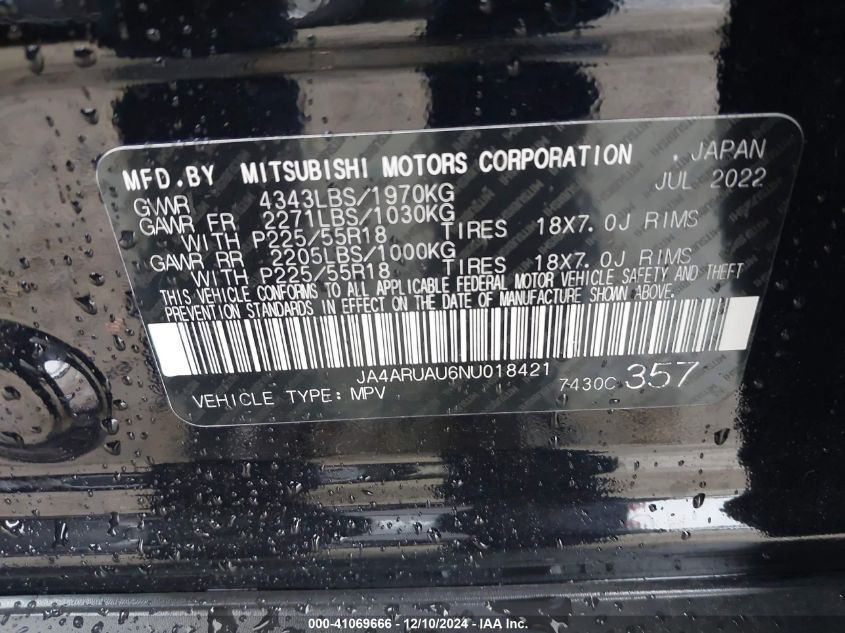 MFD.BY MITSUBISHI MOTORS CORPORATION . JAPAN
JUL 2022
GVWR 4343LBS/1970KG
GAWR FR 2271LBS/1030KG
WITH P225/55R18 TIRES 18X7.0J RIMS
GAWR RR 2205LBS/1000KG
WITH P225/55R18 TIRES 18X7.0J RIMS
THIS VEHICLE CONFORMS TO ALL APPLICABLE FEDERAL MOTOR VEHICLE SAFETY AND THEFT
PREVENTION STANDARDS IN EFFECT ON THE DATE OF MANUFACTURE SHOWN ABOVE.
JA4ARUAU6NU018421
VEHICLE TYPE: MPV 7430C 357
000-41069666 - 12/10/2024 - IAA Inc.